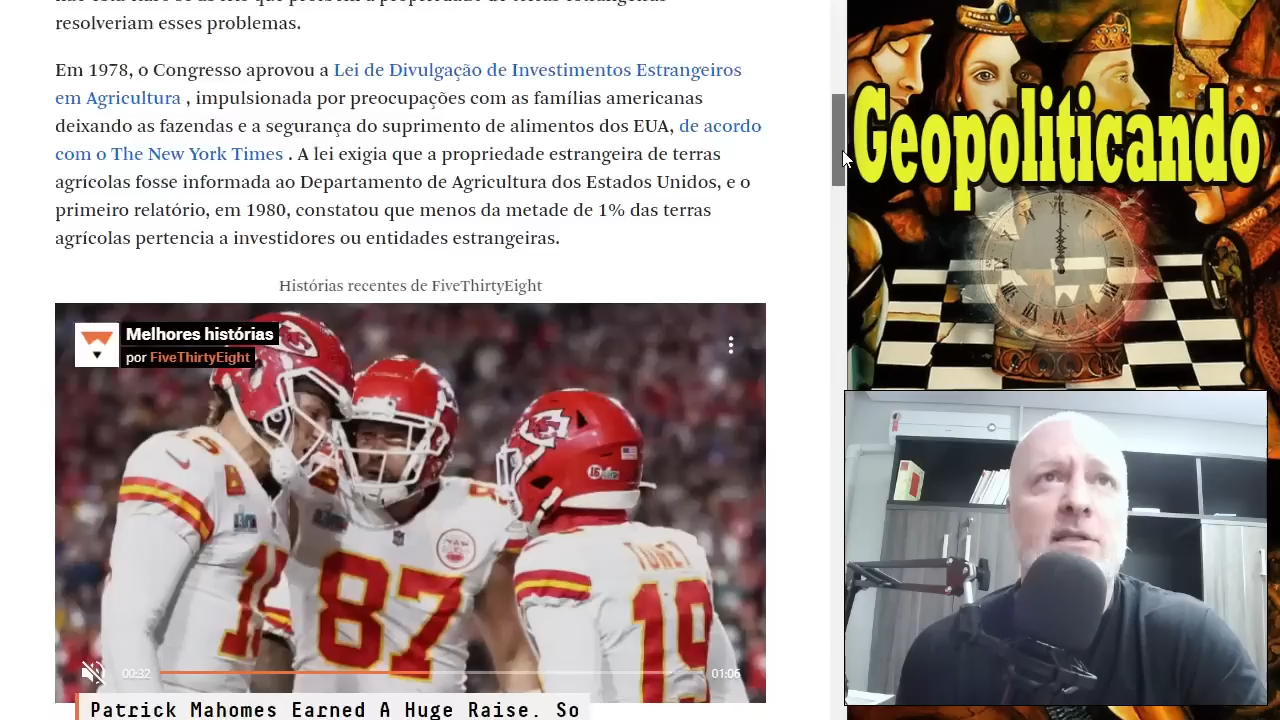 resolveriam esses problemas.
Em 1978, o Congresso aprovou a Lei de Divulgação de Investimentos Estrangeiros
em Agricultura , impulsionada por preocupações com as famílias americanas
deixando as fazendas e a segurança do suprimento de alimentos dos EUA, de acordo
com o The New York Times . A lei exigia que a propriedade estrangeira de terras
agrícolas fosse informada ao Departamento de Agricultura dos Estados Unidos, e o
primeiro relatório, em 1980, constatou que menos da metade de 1% das terras
agrícolas pertencia a investidores ou entidades estrangeiras.
Histórias recentes de FiveThirtyEight
Melhores histórias
por FiveThirtyEight
87
TONEY
19
00:32
01:06
Patrick Mahomes Earned A Huge Raise. So
Geopoliticando